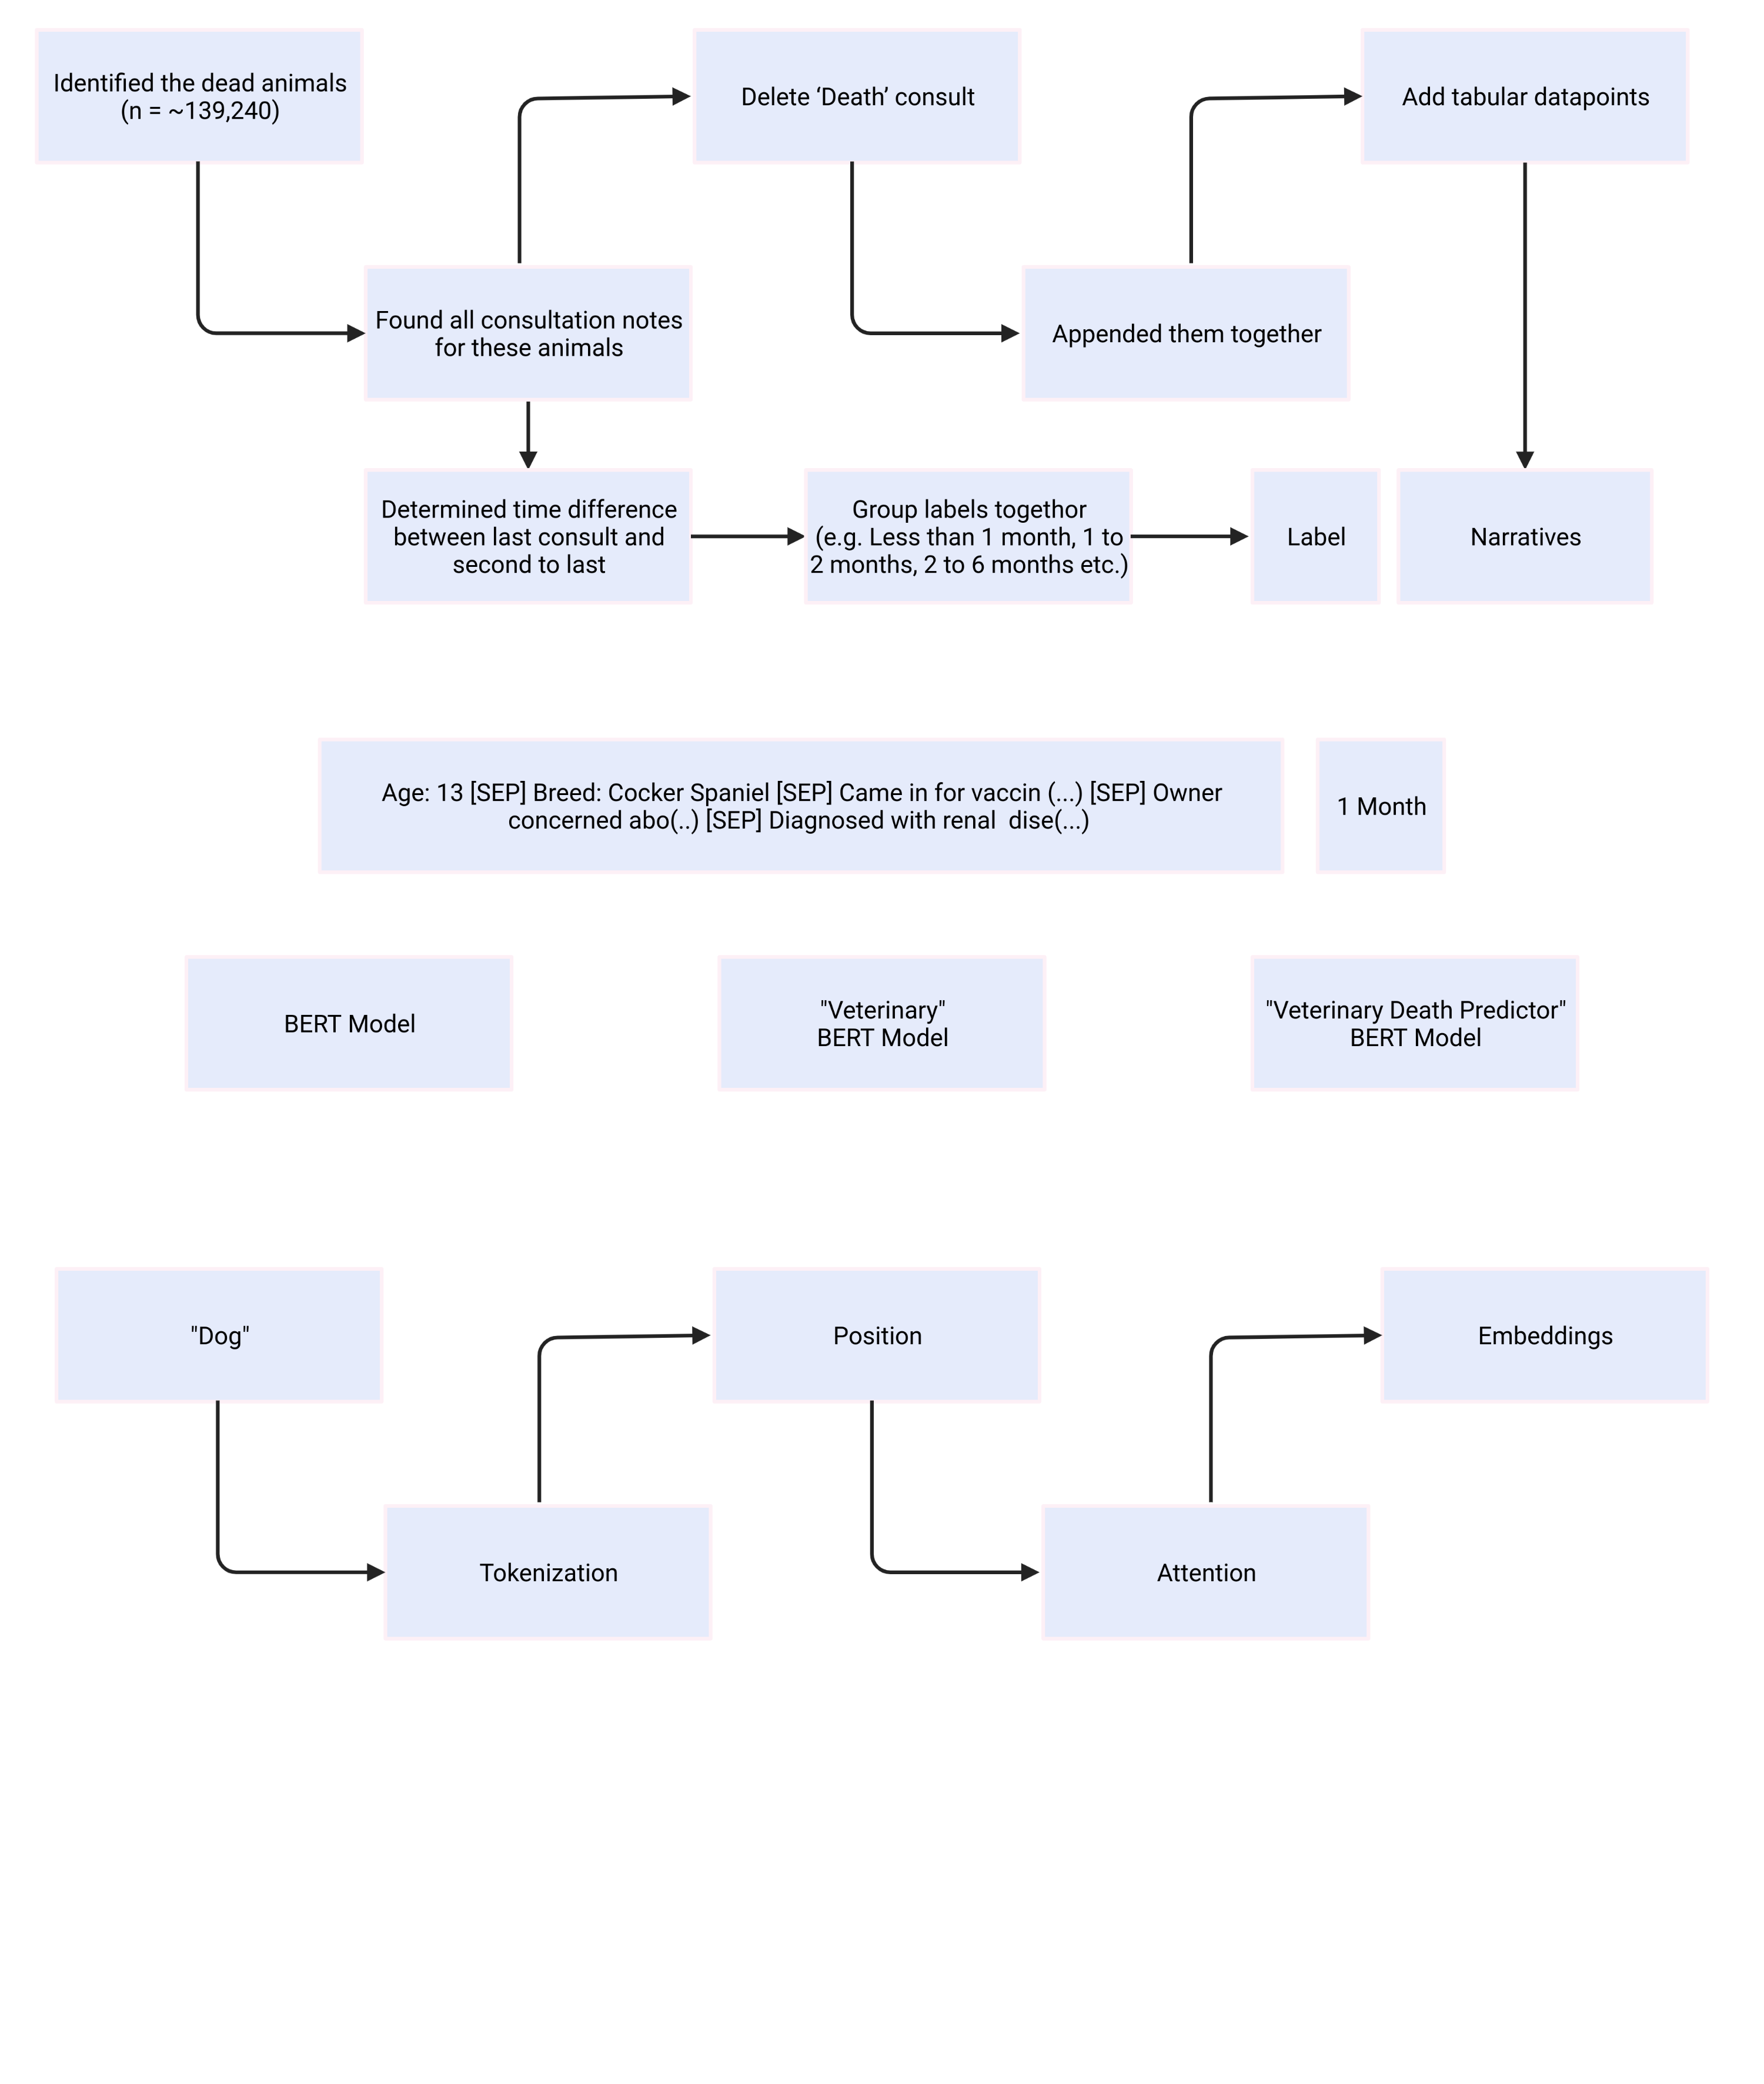 Identified the dead animals
(n = ~139,240)
Delete ‘Death’ consult
Add tabular datapoints
Found all consultation notes
for these animals
Appended them together
Determined time difference
between last consult and
second to last
Group labels togethor
(e.g. Less than 1 month, 1 to
2 months, 2 to 6 months etc.)
Label
Narratives
Age: 13 [SEP] Breed: Cocker Spaniel [SEP] Came in for vaccin (...) [SEP] Owner
concerned abo(..) [SEP] Diagnosed with renal  dise(...)
1 Month
BERT Model
"Veterinary"
BERT Model
"Veterinary Death Predictor"
BERT Model
"Dog"
Position
Embeddings
Tokenization
Attention